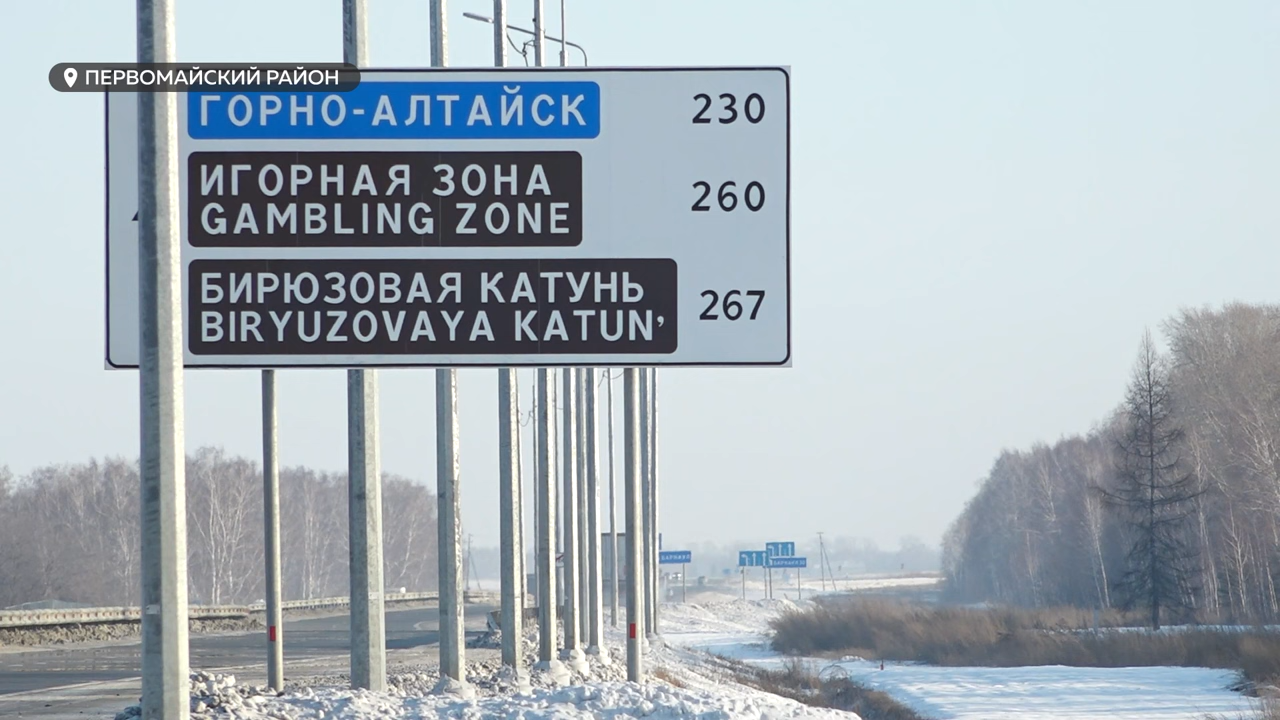 ПЕРВОМАЙСКИЙ РАЙОН
ГОРНО-АЛТАЙСК 230
ИГОРНАЯ ЗОНА
GAMBLING ZONE 260
БИРЮЗОВАЯ КАТУНЬ
BIRYUZOVAYA KATUN’ 267